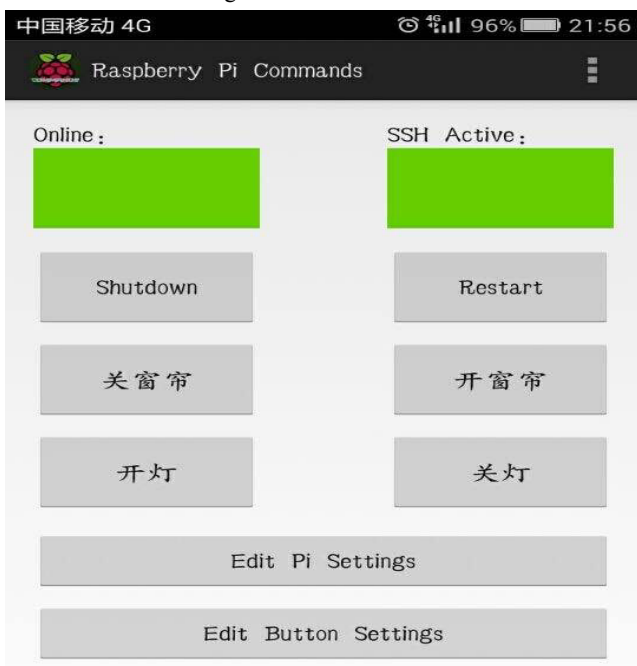 中国移动 4G 4G 96% 21:56
Raspberry Pi Commands
Online: SSH Active:
Shutdown Restart
关窗帘 开窗帘
开灯 关灯
Edit Pi Settings
Edit Button Settings